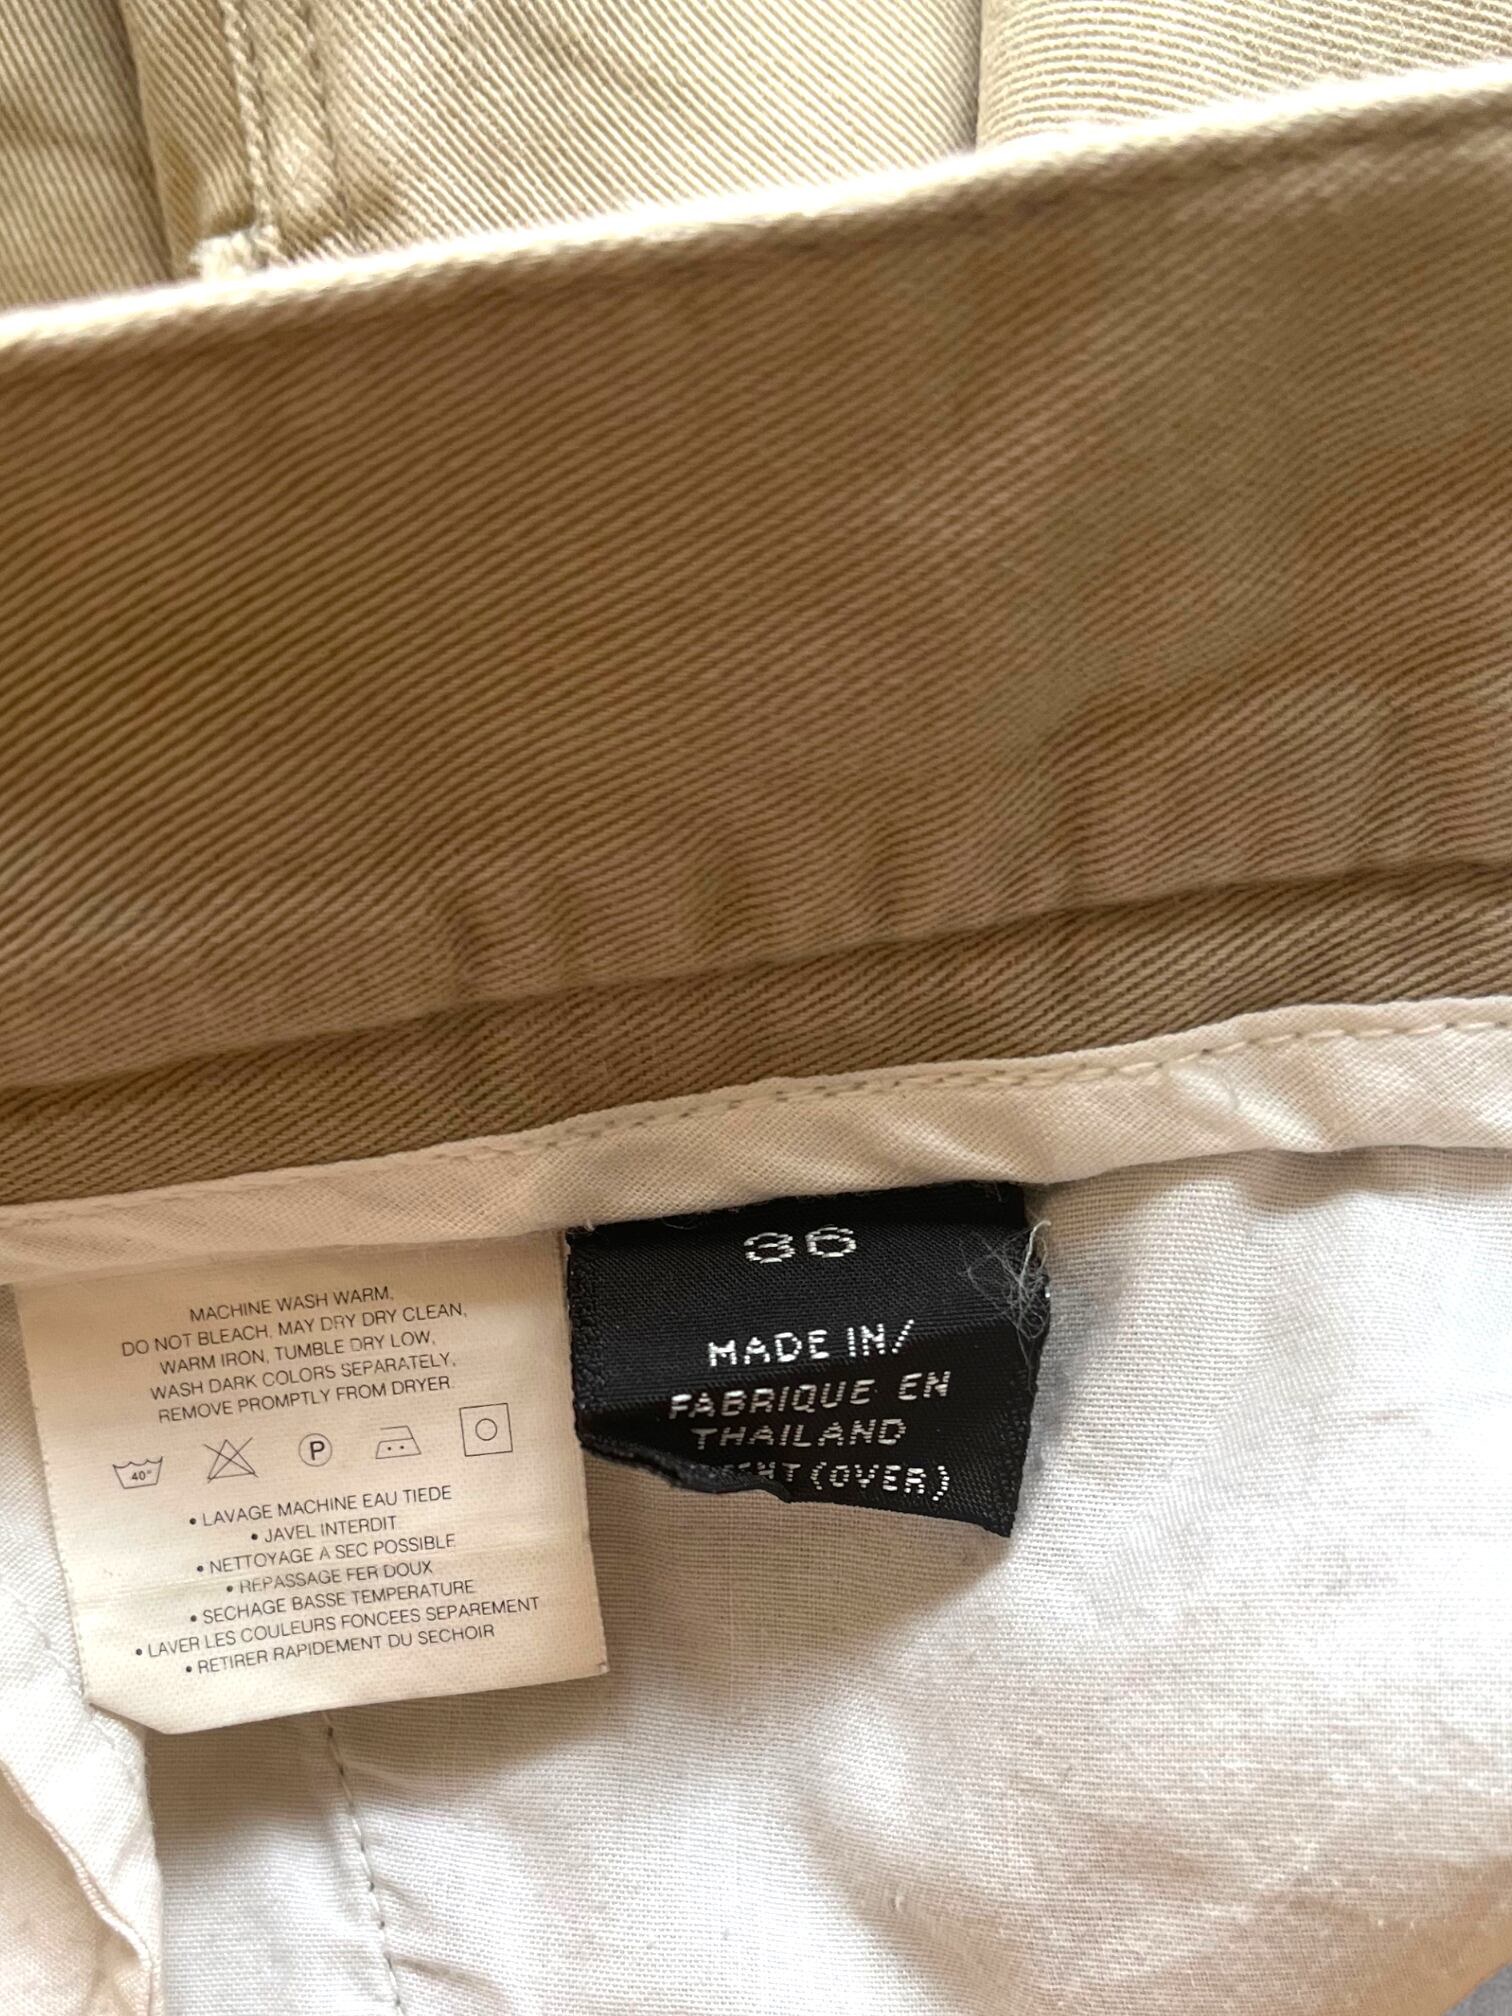 MACHINE WASH WARM,
DO NOT BLEACH, MAY DRY DRY CLEAN,
WARM IRON, TUMBLE DRY LOW,
WASH DARK COLORS SEPARATELY,
REMOVE PROMPTLY FROM DRYER
40° P
• LAVAGE MACHINE EAU TIEDE
• JAVEL INTERDIT
• NETTOYAGE A SEC POSSIBLE
• REPASSAGE FER DOUX
• SECHAGE BASSE TEMPERATURE
• LAVER LES COULEURS FONCEES SEPAREMENT
• RETIRER RAPIDEMENT DU SECHOIR
36
MADE IN/
FABRIQUE EN
THAILAND
(OVER)